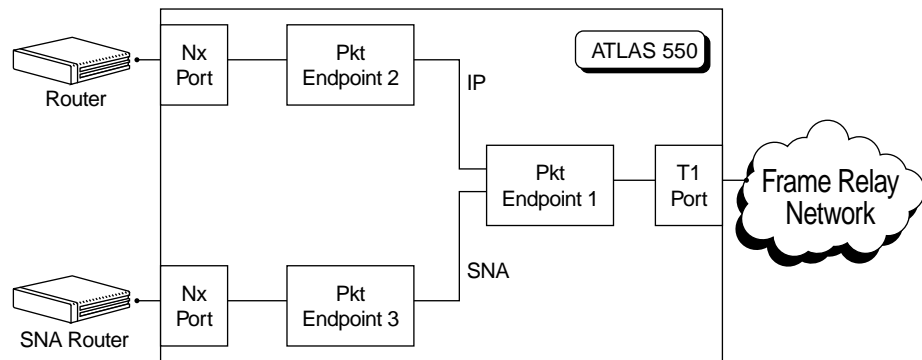 ATLAS 550
Router
Nx
Port
Pkt
Endpoint 2
IP
Pkt
Endpoint 1
T1
Port
Frame Relay
Network
SNA
SNA Router
Nx
Port
Pkt
Endpoint 3